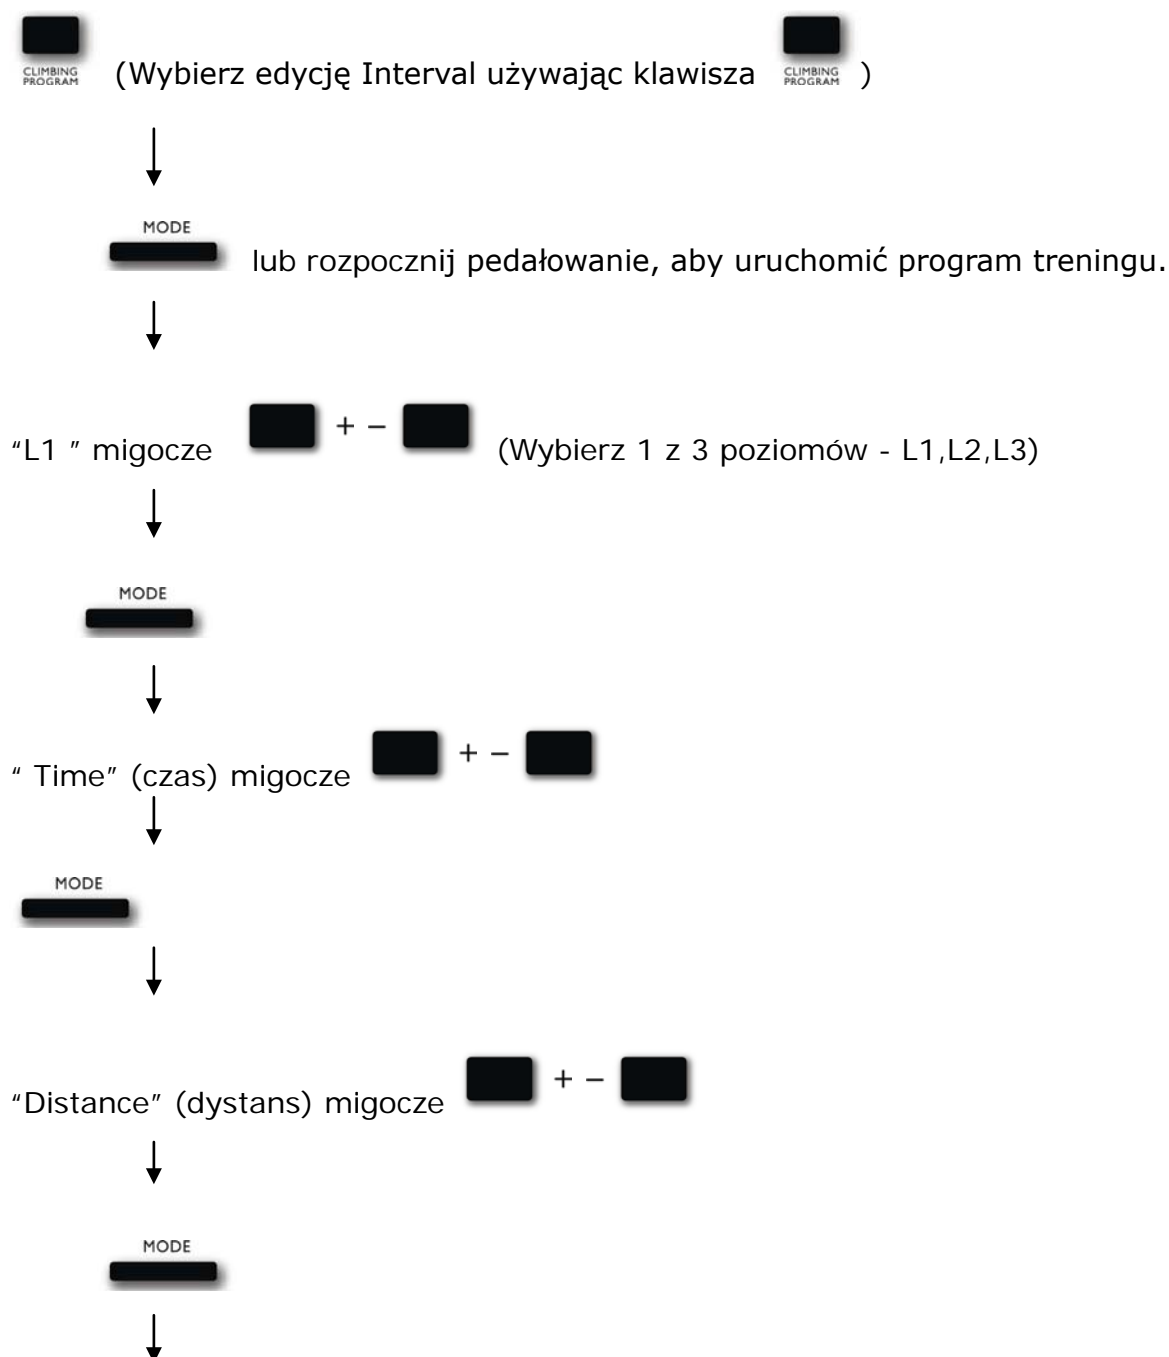 CLIMBING PROGRAM (Wybierz edycję Interval używając klawisza CLIMBING PROGRAM )
MODE
lub rozpocznij pedałowanie, aby uruchomić program treningu.
“L1 ” migocze + – (Wybierz 1 z 3 poziomów - L1,L2,L3)
MODE
“ Time” (czas) migocze + –
MODE
“Distance” (dystans) migocze + –
MODE